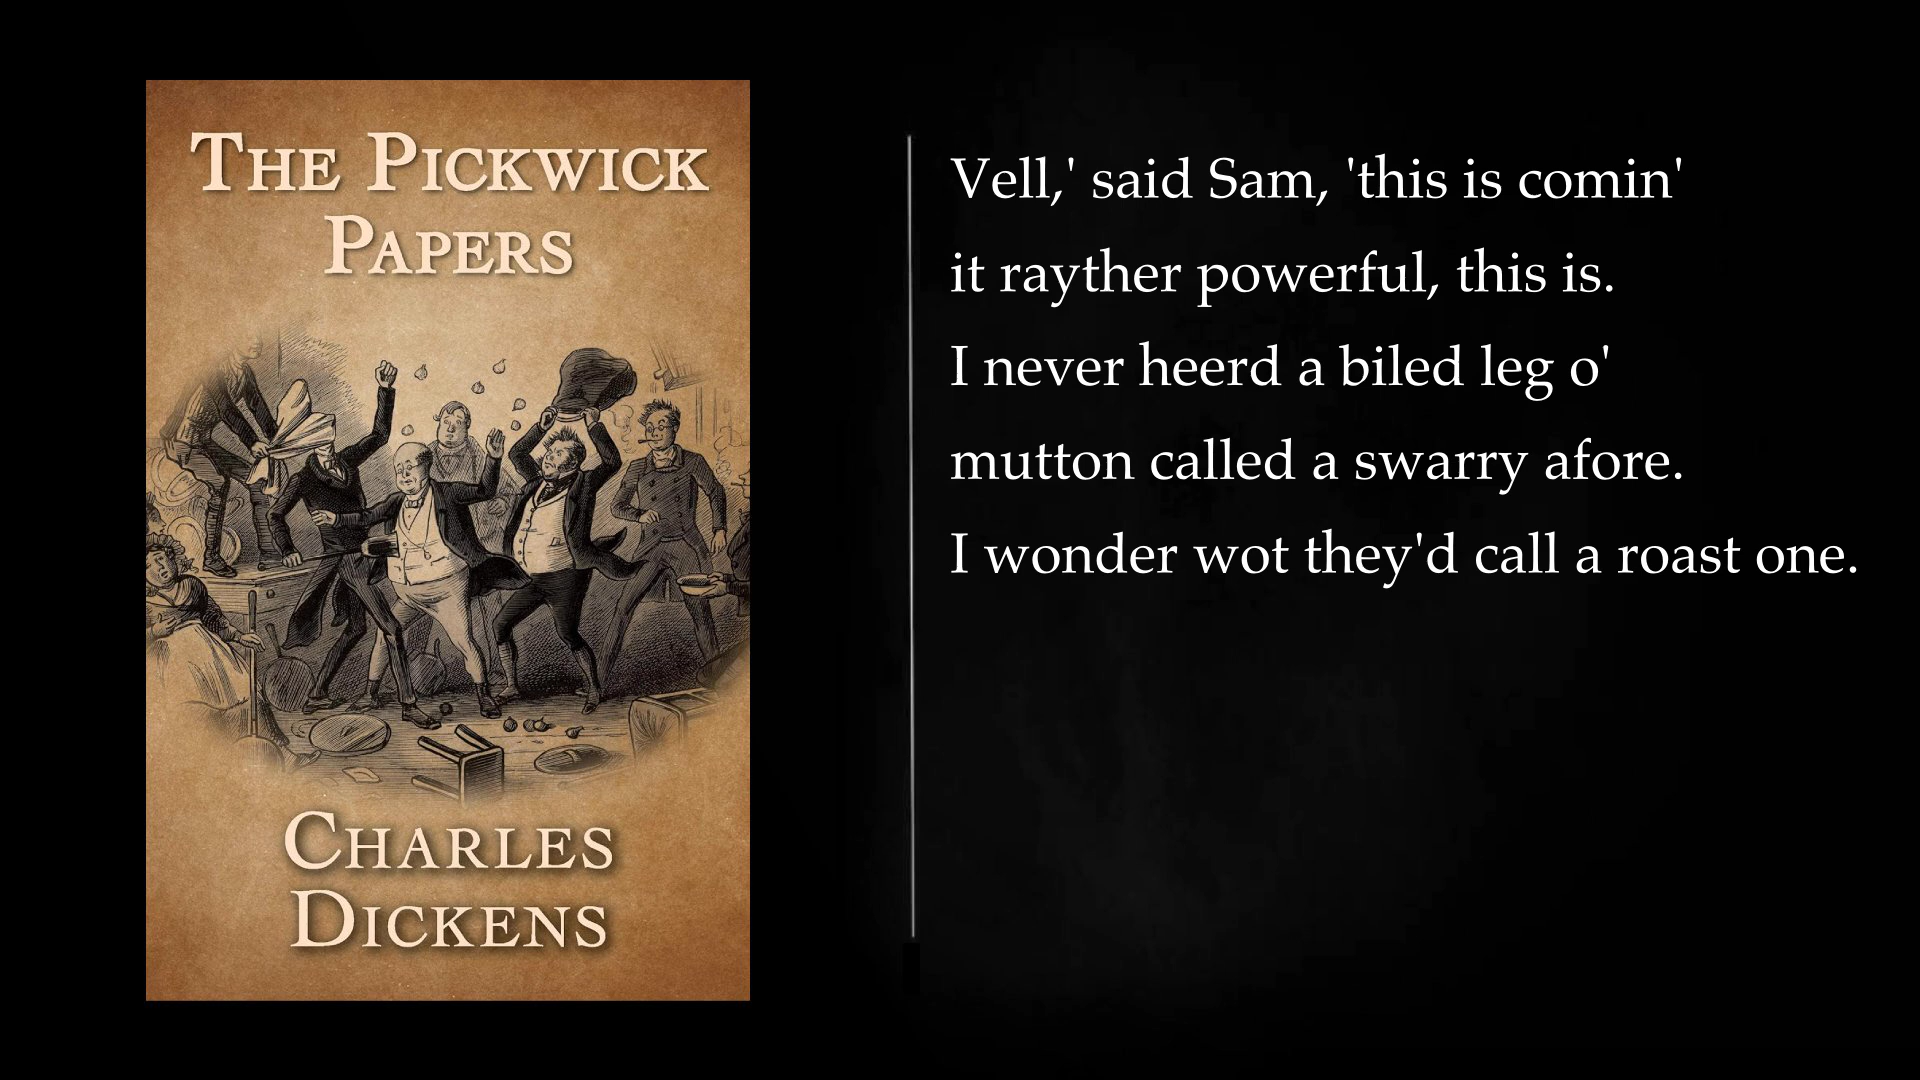 THE PICKWICK
PAPERS
CHARLES
DICKENS
Vell,' said Sam, 'this is comin'
it rayther powerful, this is.
I never heerd a biled leg o'
mutton called a swarry afore.
I wonder wot they'd call a roast one.